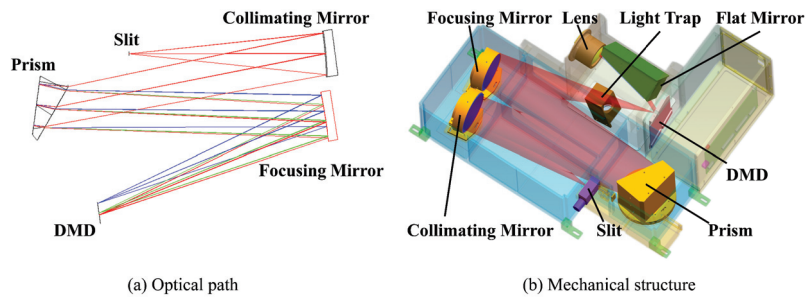 Collimating Mirror
Slit
Prism
Focusing Mirror
DMD
(a) Optical path
Focusing Mirror
Lens
Light Trap
Flat Mirror
DMD
Collimating Mirror
Slit
Prism
(b) Mechanical structure